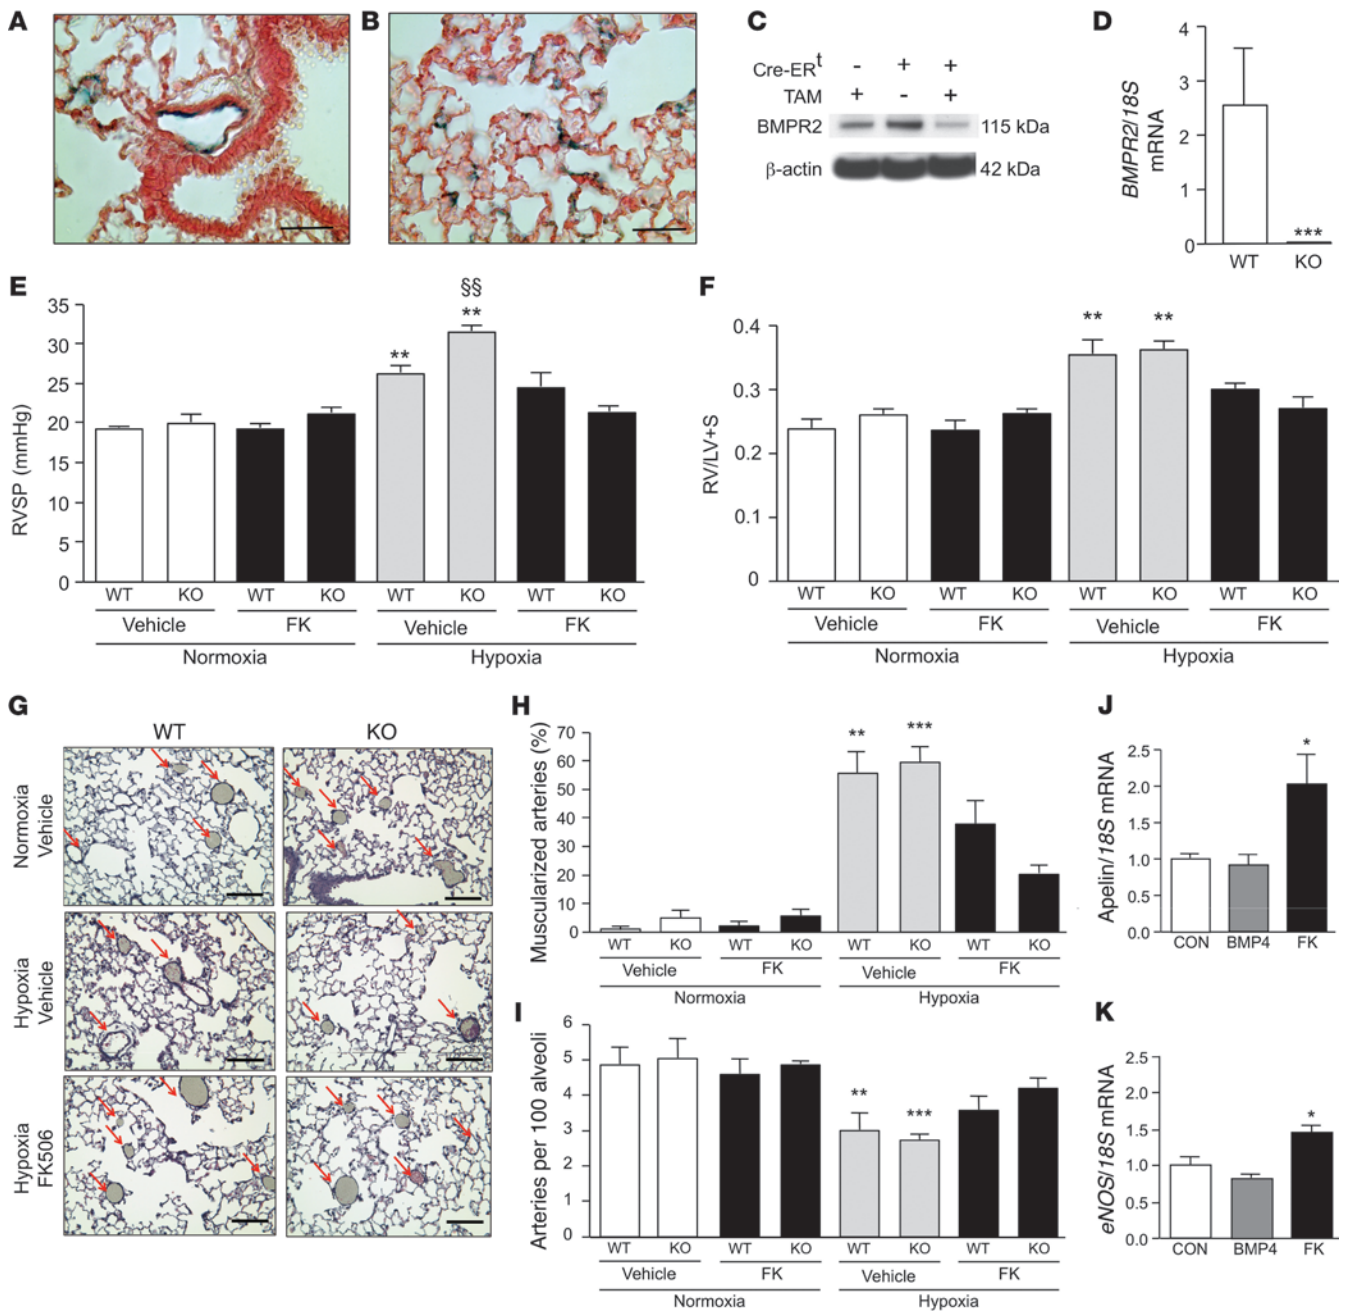 A
B
C
Cre-ERt - + +
TAM + - +
BMPR2 115 kDa
β-actin 42 kDa
D
BMPR2/18S
mRNA
4
3
2
1
0
***
WT KO
E
RVSP (mmHg)
35
30
25
20
15
10
5
0
**
§§
**
WT KO WT KO WT KO WT KO
Vehicle FK Vehicle FK
Normoxia Hypoxia
F
RV/LV+S
0.4
0.3
0.2
0.1
0
** **
WT KO WT KO WT KO WT KO
Vehicle FK Vehicle FK
Normoxia Hypoxia
G
WT KO
Normoxia
Vehicle
Hypoxia
Vehicle
Hypoxia
FK506
H
Muscularized arteries (%)
70
60
50
40
30
20
10
0
** ***
WT KO WT KO WT KO WT KO
Vehicle FK Vehicle FK
Normoxia Hypoxia
I
Arteries per 100 alveoli
6
5
4
3
2
1
0
** ***
WT KO WT KO WT KO WT KO
Vehicle FK Vehicle FK
Normoxia Hypoxia
J
Apelin/18S mRNA
2.5
2.0
1.5
1.0
0.5
0.0
*
CON BMP4 FK
K
eNOS/18S mRNA
2.5
2.0
1.5
1.0
0.5
0.0
*
CON BMP4 FK